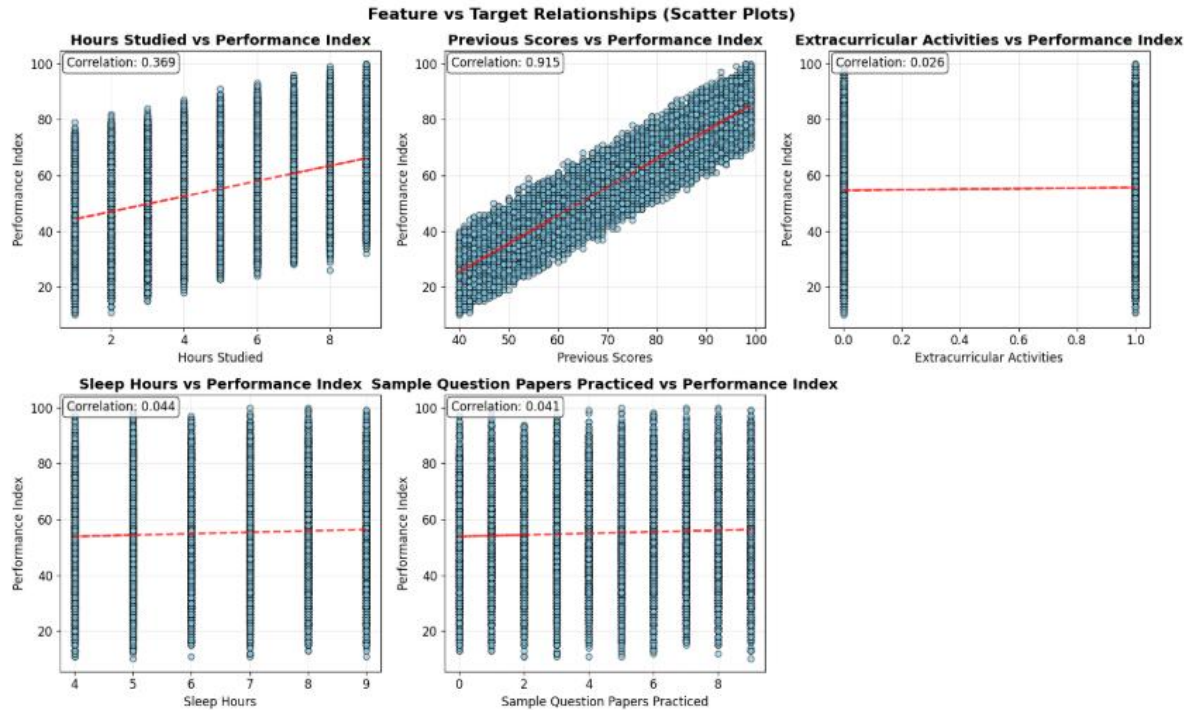 Feature vs Target Relationships (Scatter Plots)
Hours Studied vs Performance Index
Correlation: 0.369
Performance Index
100
80
60
40
20
2
4
6
8
Hours Studied
Previous Scores vs Performance Index
Correlation: 0.915
Performance Index
100
80
60
40
20
40
50
60
70
80
90
100
Previous Scores
Extracurricular Activities vs Performance Index
Correlation: 0.026
Performance Index
100
80
60
40
20
0.0
0.2
0.4
0.6
0.8
1.0
Extracurricular Activities
Sleep Hours vs Performance Index
Correlation: 0.044
Performance Index
100
80
60
40
20
4
5
6
7
8
9
Sleep Hours
Sample Question Papers Practiced vs Performance Index
Correlation: 0.041
Performance Index
100
80
60
40
20
0
2
4
6
8
Sample Question Papers Practiced